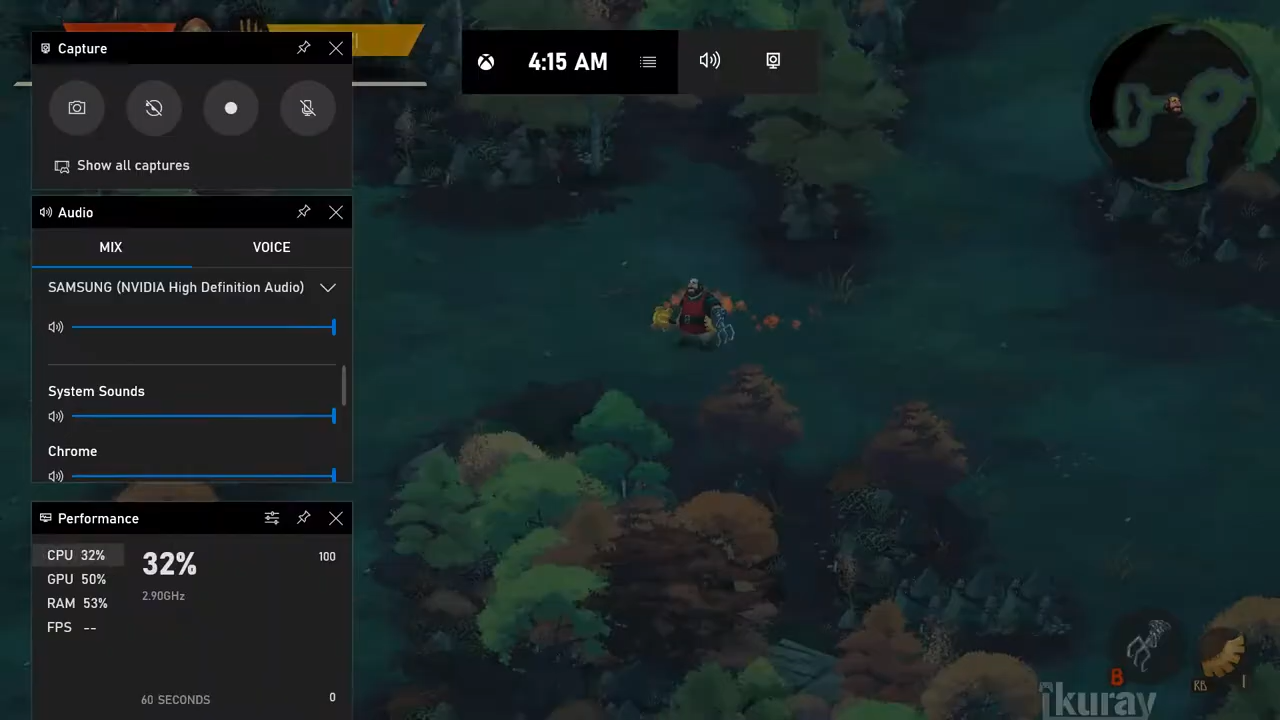 Capture
4:15 AM
Show all captures
Audio
MIX VOICE
SAMSUNG (NVIDIA High Definition Audio)
System Sounds
Chrome
Performance
CPU 32%
32%
100
GPU 50%
2.90GHz
RAM 53%
FPS --
60 SECONDS
0
B
RB
ikuray